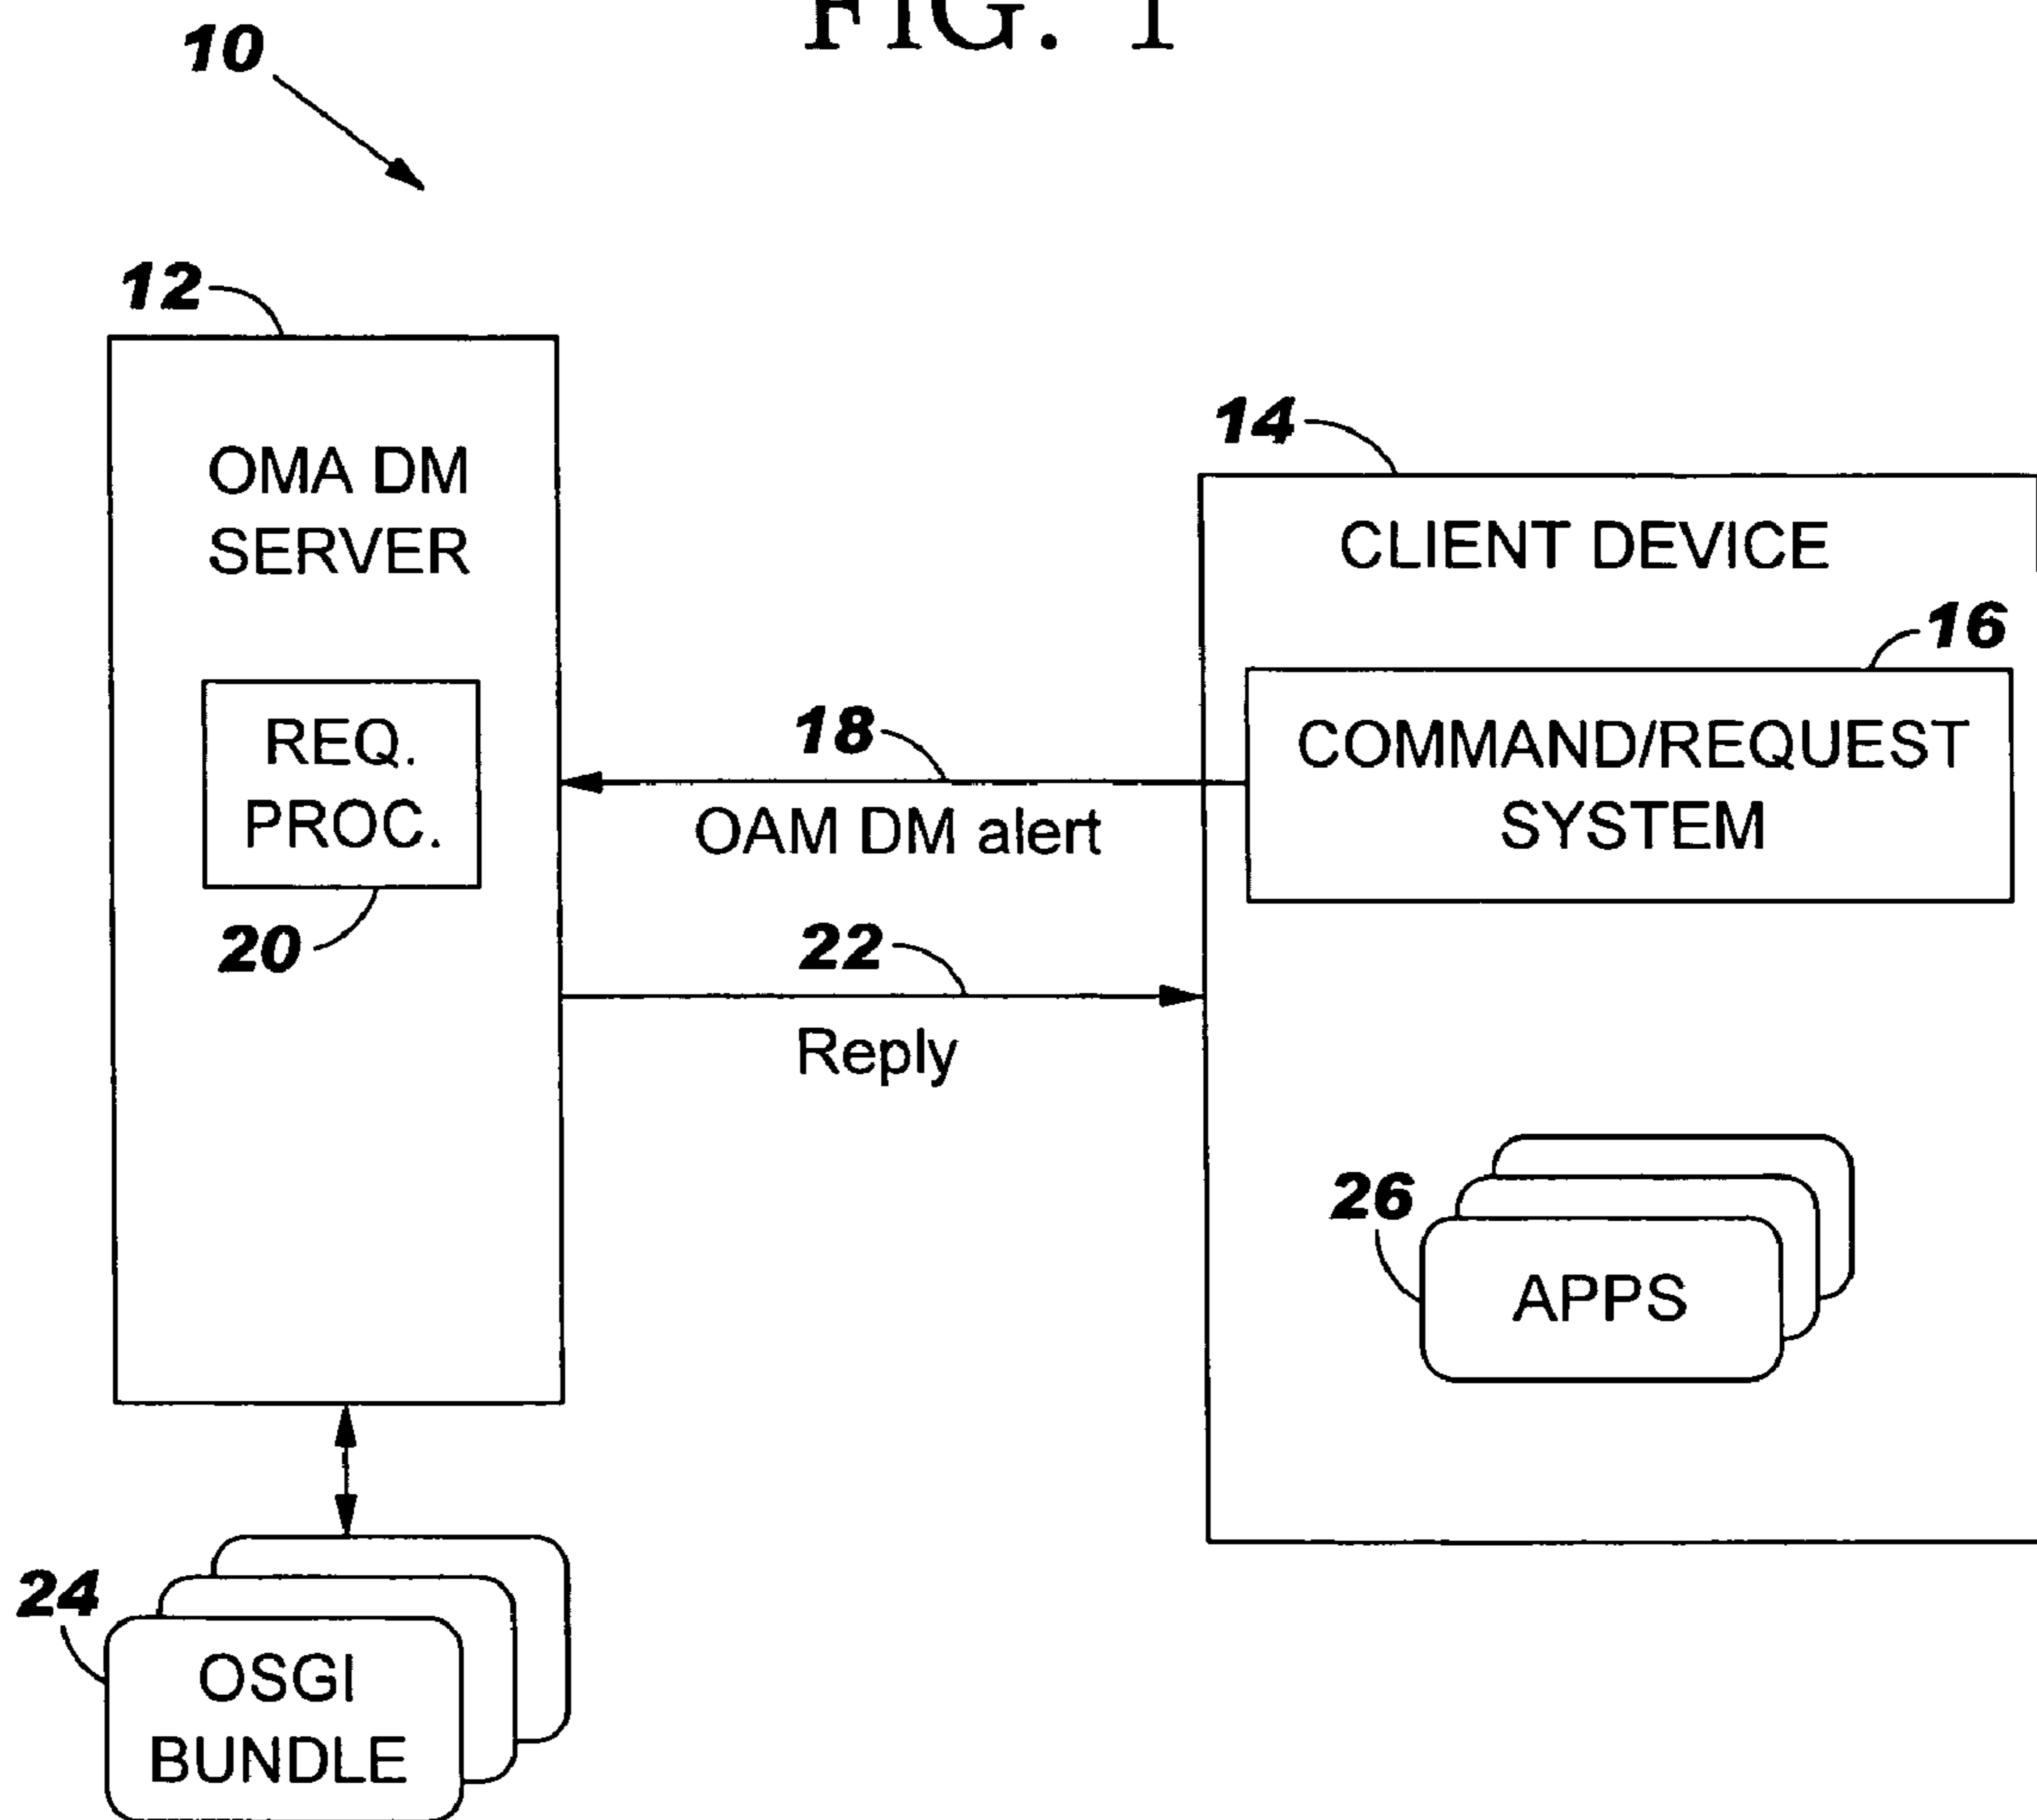 FIG. 1
10
12
OMA DM
SERVER
14
CLIENT DEVICE
16
REQ.
PROC.
18
COMMAND/REQUEST
SYSTEM
OAM DM alert
20
22
Reply
26
APPS
24
OSGI
BUNDLE